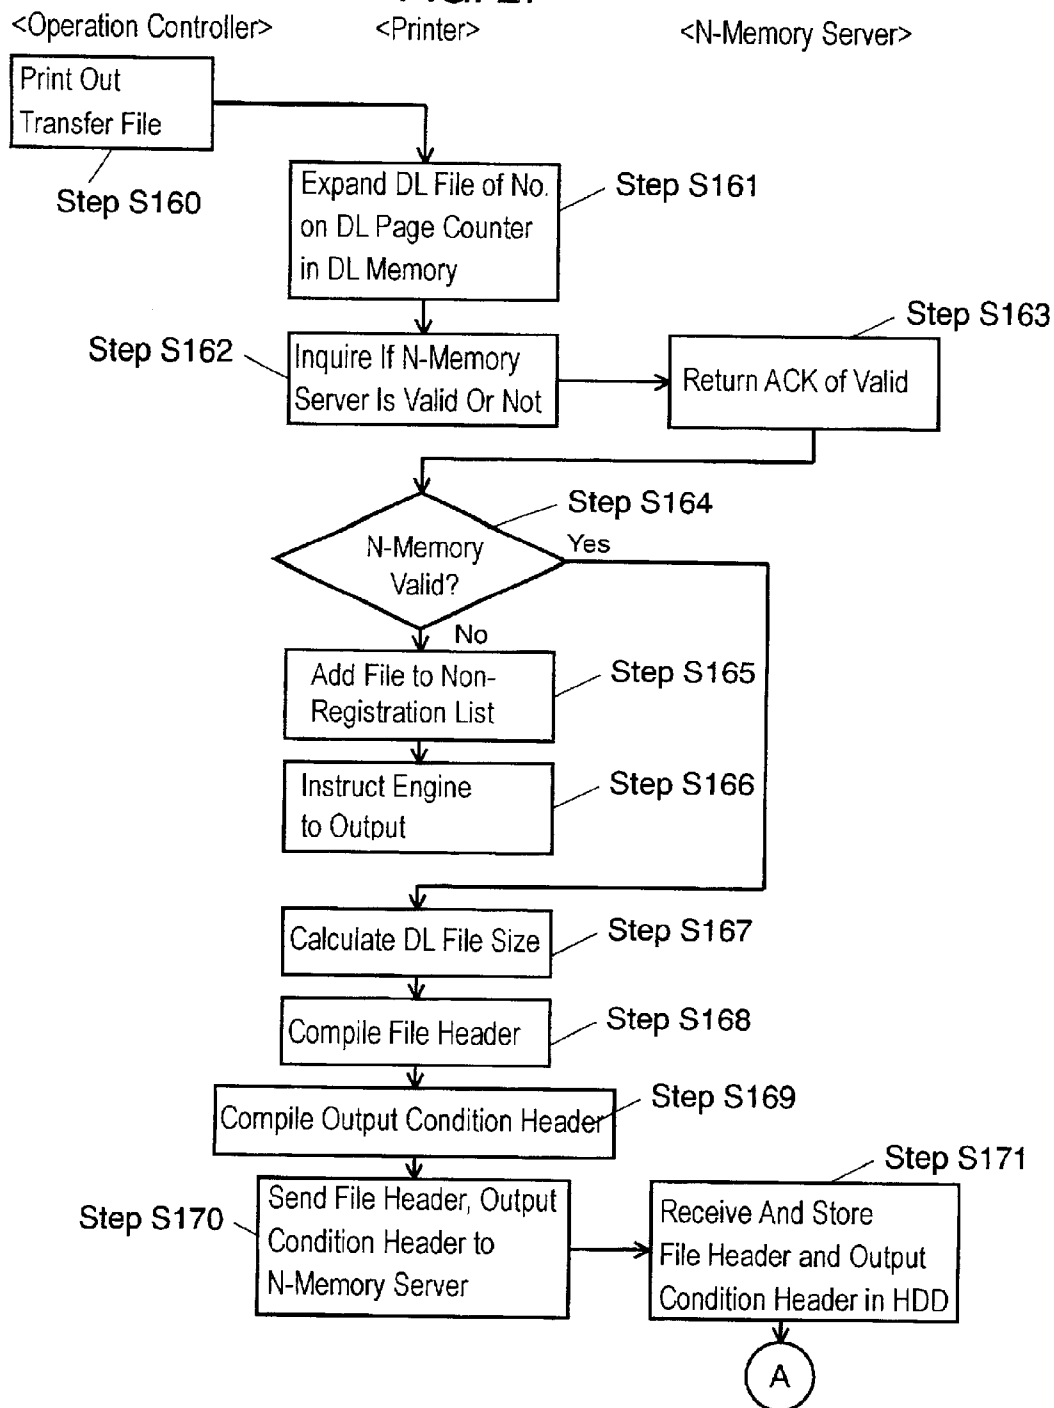 <Operation Controller>
<Printer>
<N-Memory Server>
Print Out
Transfer File
Step S160
Expand DL File of No.
on DL Page Counter
in DL Memory
Step S161
Step S162
Inquire If N-Memory
Server Is Valid Or Not
Step S163
Return ACK of Valid
Step S164
N-Memory
Valid?
Yes
No
Add File to Non-
Registration List
Step S165
Instruct Engine
to Output
Step S166
Calculate DL File Size
Step S167
Compile File Header
Step S168
Compile Output Condition Header
Step S169
Step S170
Send File Header, Output
Condition Header to
N-Memory Server
Step S171
Receive And Store
File Header and Output
Condition Header in HDD
A